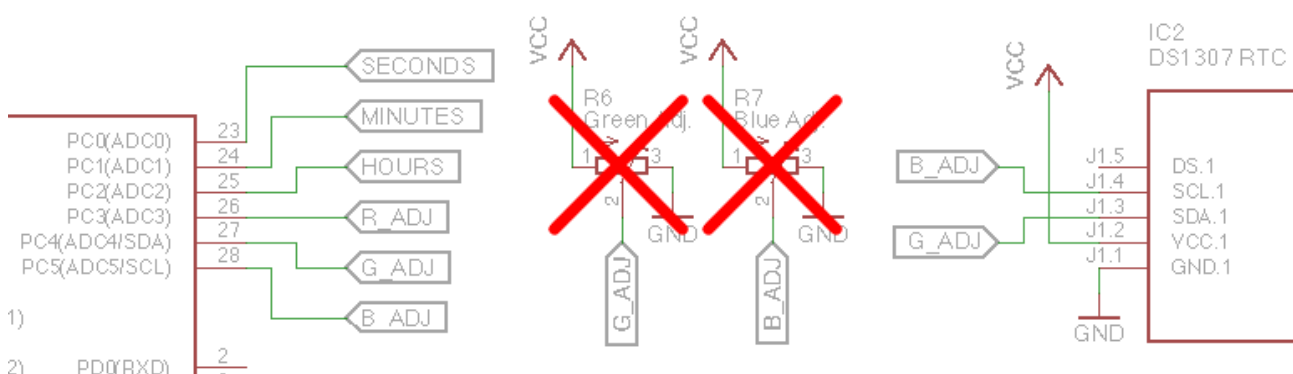 PC0(ADC0)
PC1(ADC1)
PC2(ADC2)
PC3(ADC3)
PC4(ADC4/SDA)
PC5(ADC5/SCL)
1)
2)
PD0(RXD)
23
24
25
26
27
28
2
SECONDS
MINUTES
HOURS
R_ADJ
G_ADJ
B_ADJ
VCC
R6
Green Adj.
1
3
2
GND
G_ADJ
VCC
R7
Blue Adj.
1
3
2
GND
B_ADJ
IC2
DS1307 RTC
VCC
B_ADJ
G_ADJ
J1.5
J1.4
J1.3
J1.2
J1.1
DS.1
SCL.1
SDA.1
VCC.1
GND.1
GND